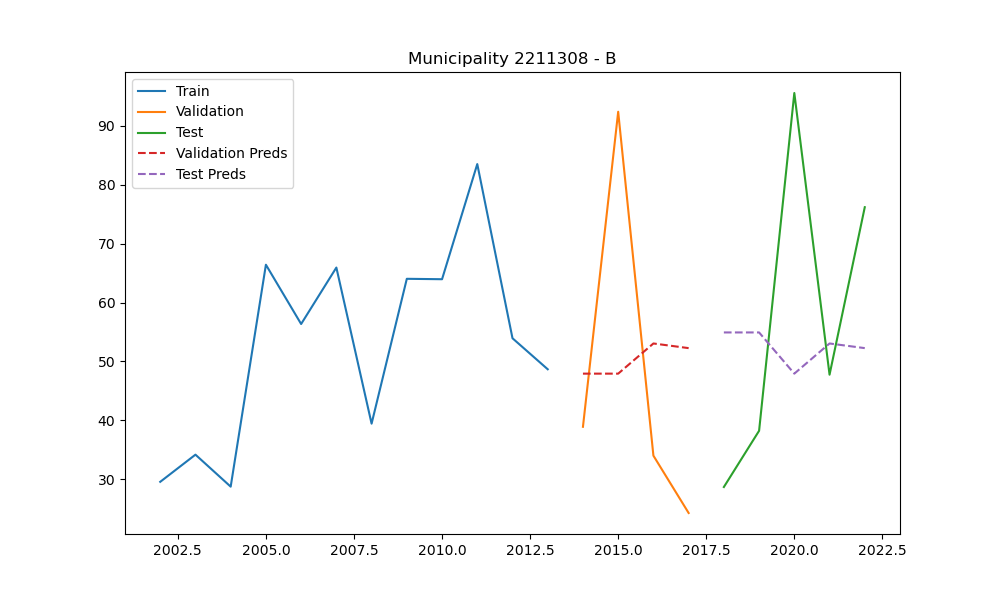 Municipality 2211308 - B
Train
Validation
Test
Validation Preds
Test Preds
90
80
70
60
50
40
30
2002.5 2005.0 2007.5 2010.0 2012.5 2015.0 2017.5 2020.0 2022.5